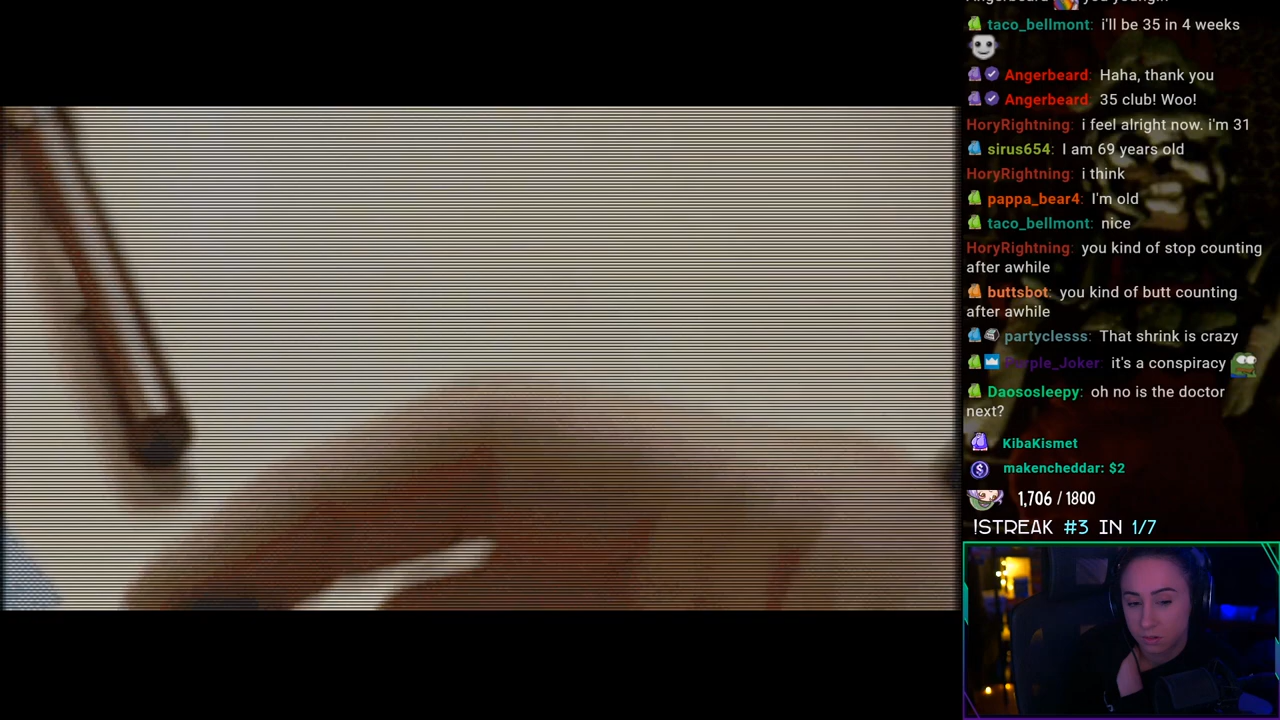 taco_bellmont: i'll be 35 in 4 weeks
Angerbeard: Haha, thank you
Angerbeard: 35 club! Woo!
HoryRightning: i feel alright now. i'm 31
sirus654: I am 69 years old
HoryRightning: i think
pappa_bear4: I'm old
taco_bellmont: nice
HoryRightning: you kind of stop counting
after awhile
buttsbot: you kind of butt counting
after awhile
partyclesss: That shrink is crazy
Purple_Joker: it's a conspiracy
Daososleepy: oh no is the doctor
next?
KibaKismet
makencheddar: $2
1,706 / 1800
!STREAK #3 IN 1/7